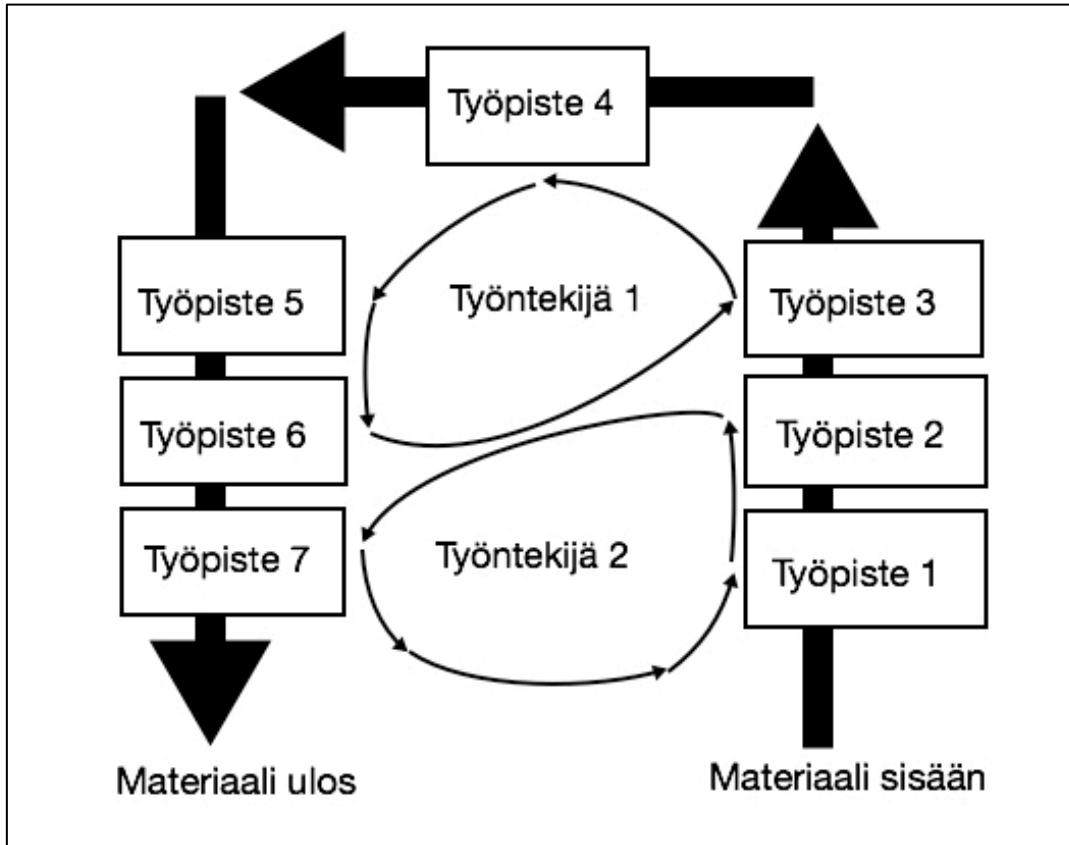 Työpiste 4
Työpiste 5
Työntekijä 1
Työpiste 3
Työpiste 6
Työpiste 2
Työpiste 7
Työntekijä 2
Työpiste 1
Materiaali ulos
Materiaali sisään